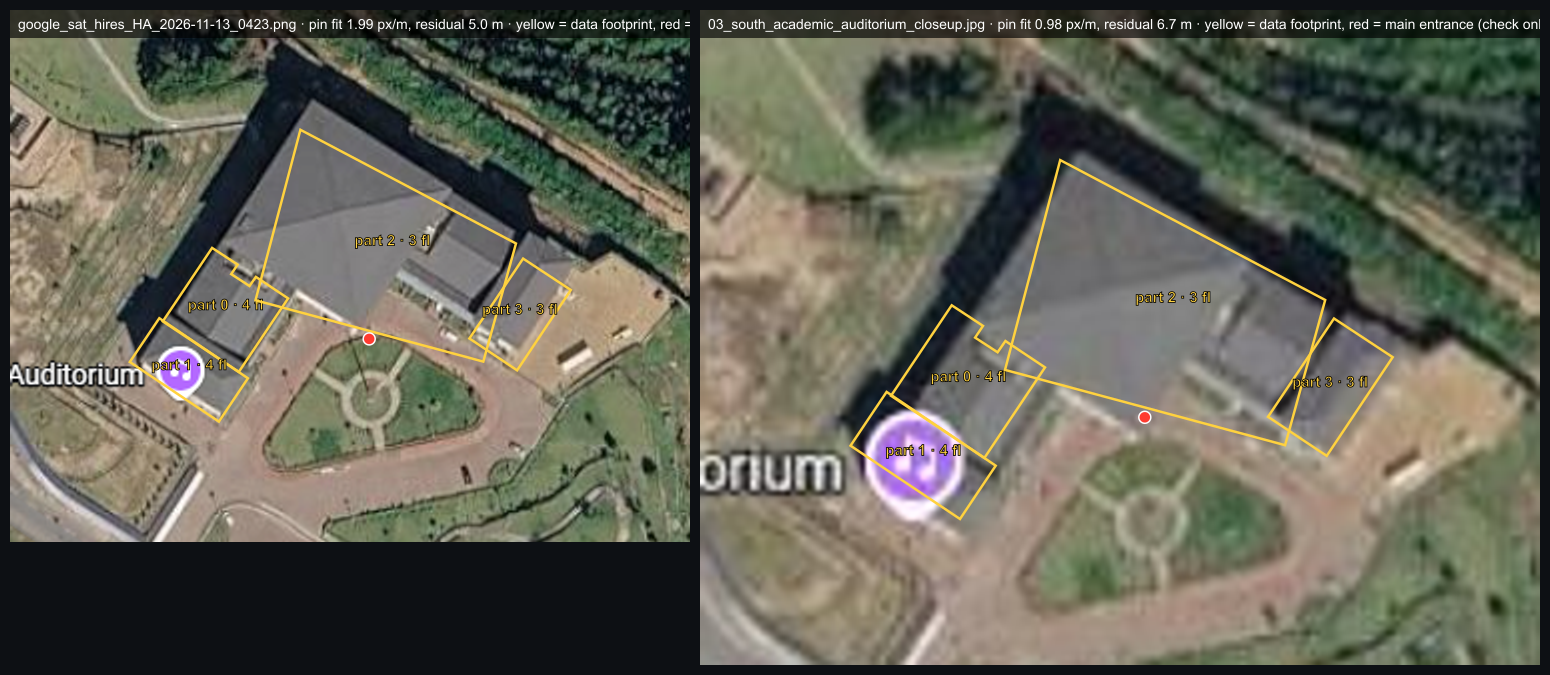 google_sat_hires_HA_2026-11-13_0423.png · pin fit 1.99 px/m, residual 5.0 m · yellow = data footprint, red =
part 2 · 3 fl
part 0 · 4 fl
part 3 · 3 fl
part 1 · 4 fl
Auditorium
03_south_academic_auditorium_closeup.jpg · pin fit 0.98 px/m, residual 6.7 m · yellow = data footprint, red = main entrance (check onl
part 2 · 3 fl
part 0 · 4 fl
part 3 · 3 fl
part 1 · 4 fl
orium